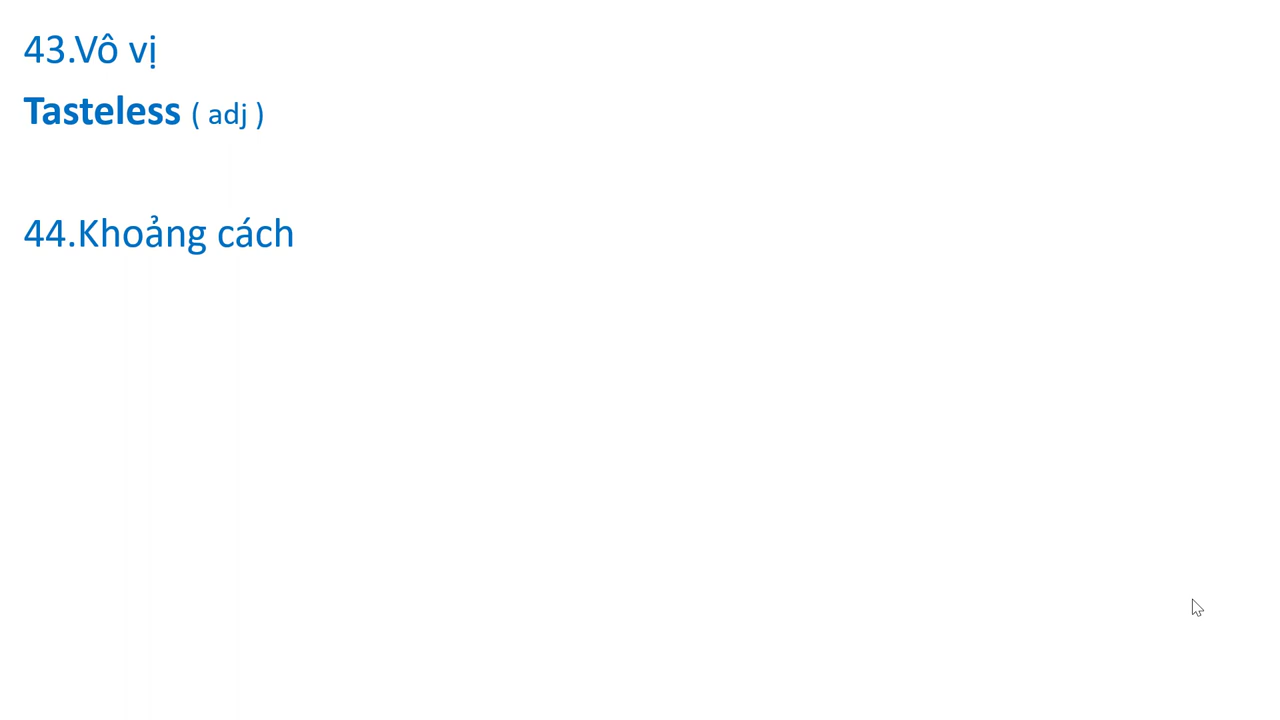 43.Vô vị
Tasteless ( adj )
44.Khoảng cách